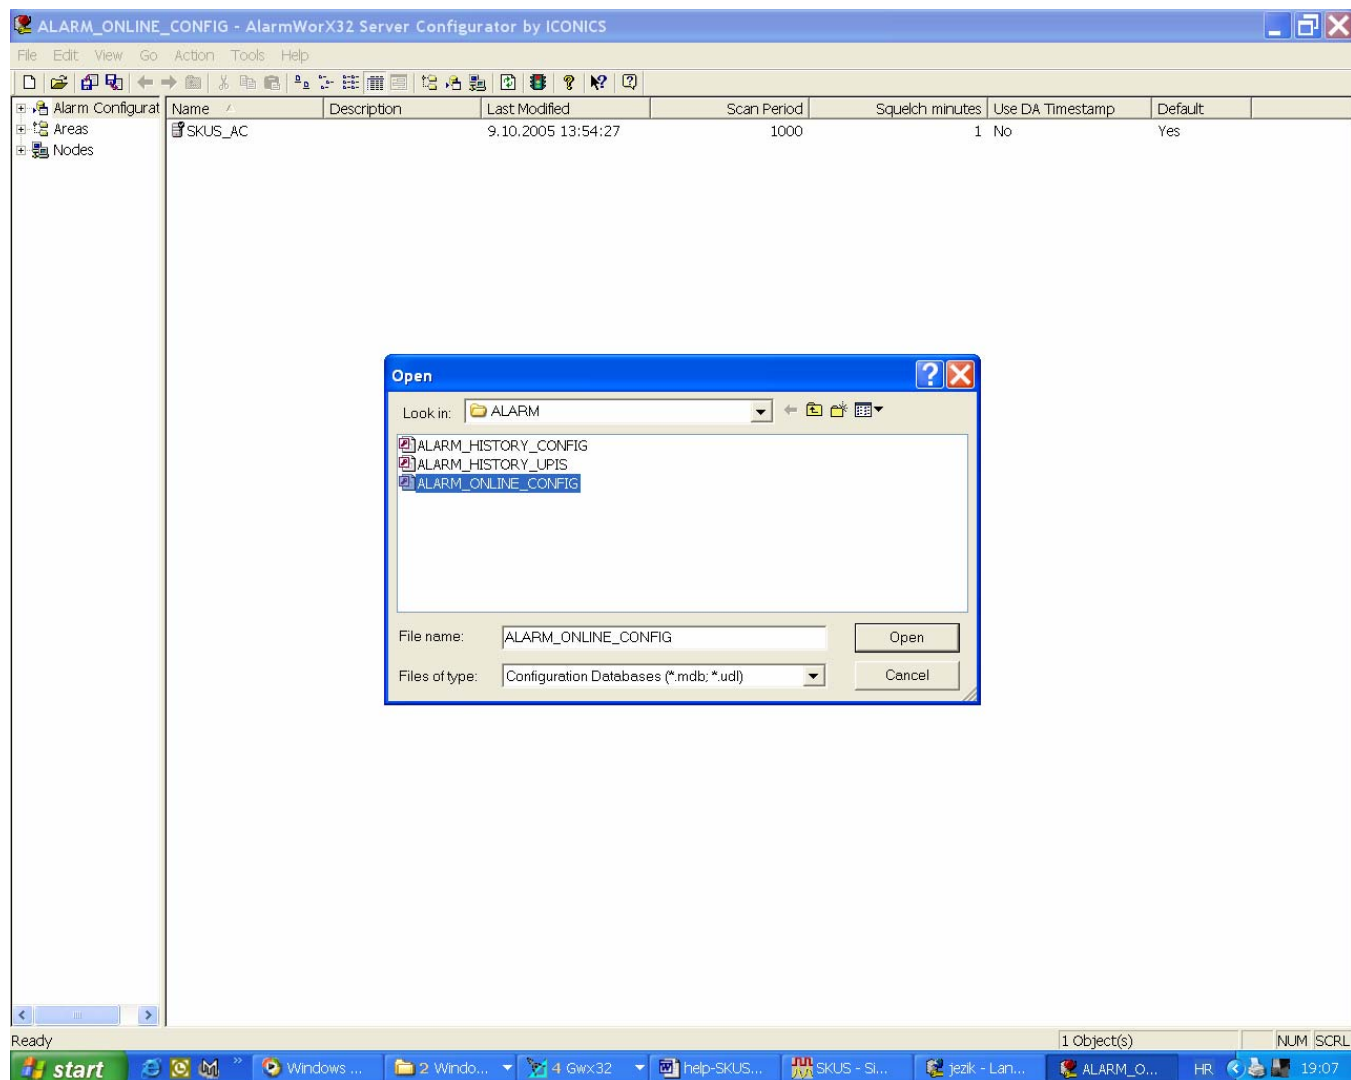 ALARM_ONLINE_CONFIG - AlarmWorX32 Server Configurator by ICONICS
File Edit View Go Action Tools Help
Alarm Configurat
Areas
Nodes
Name Description Last Modified Scan Period Squelch minutes Use DA Timestamp Default
SKUS_AC 9.10.2005 13:54:27 1000 1 No Yes
Open
Look in: ALARM
ALARM_HISTORY_CONFIG
ALARM_HISTORY_UPIS
ALARM_ONLINE_CONFIG
File name: ALARM_ONLINE_CONFIG Open
Files of type: Configuration Databases (*.mdb; *.udl) Cancel
Ready 1 Object(s) NUM SCRL
start Windows ... 2 Windo... 4 Gwx32 help-SKUS... SKUS - Si... jezik - Lan... ALARM_O... HR 19:07